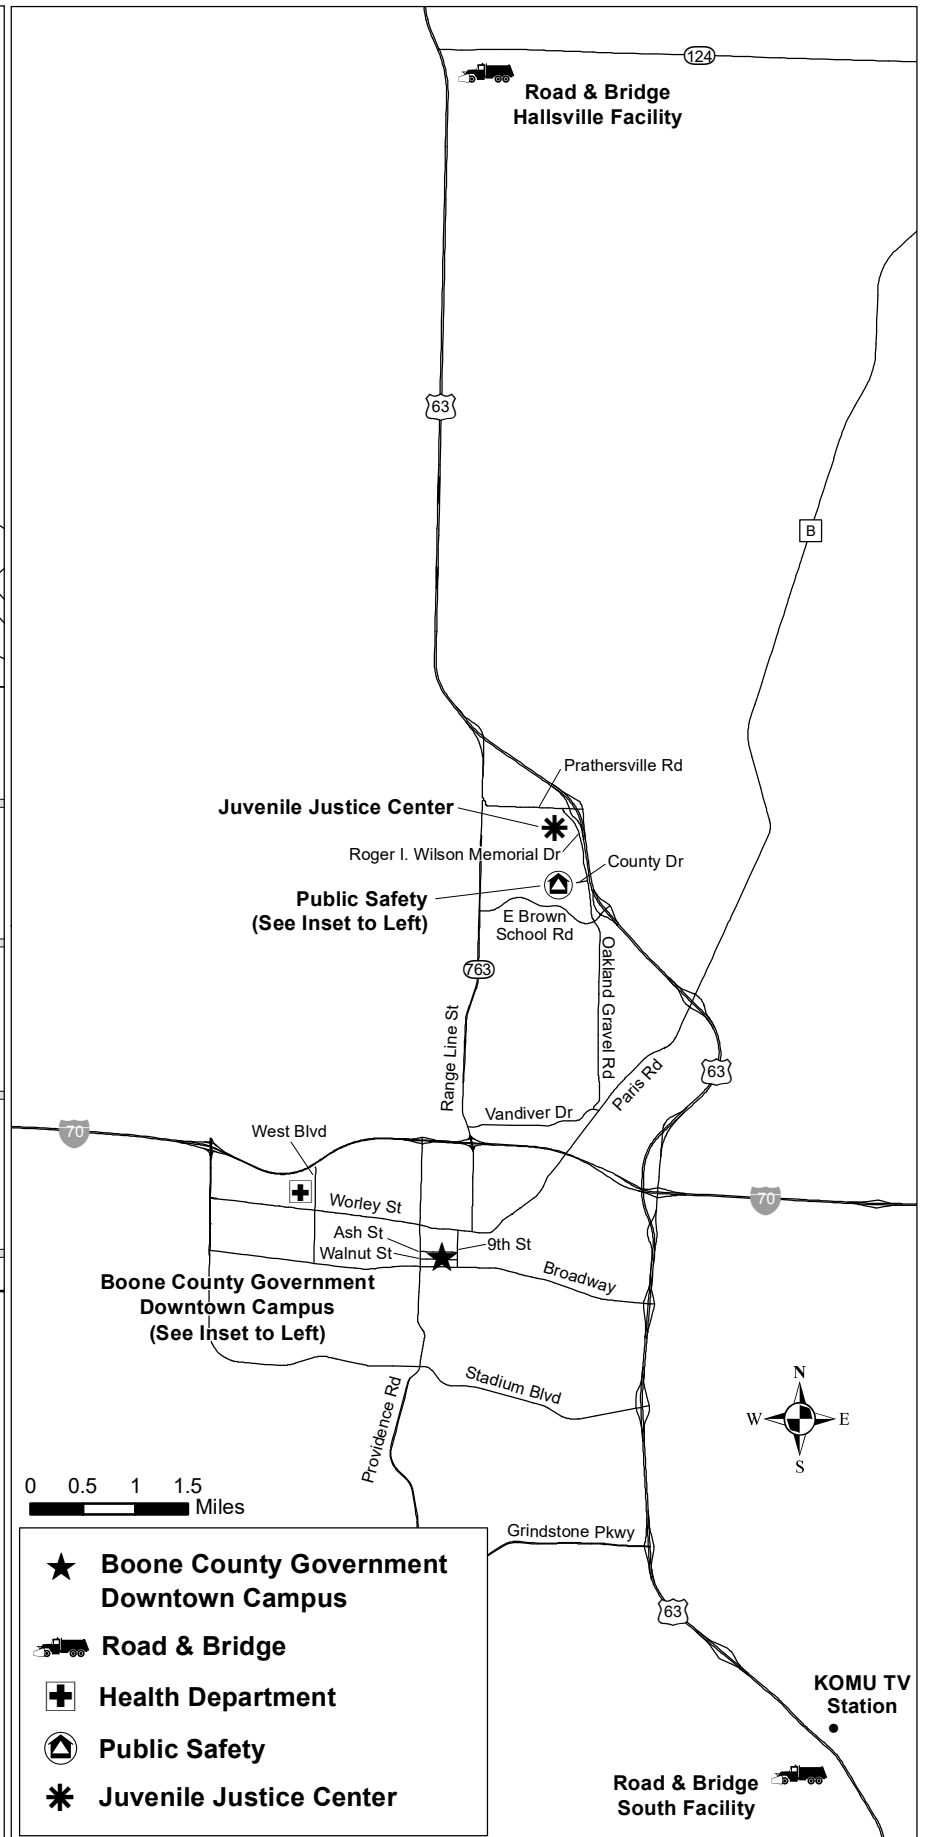 124
Road & Bridge
Hallsville Facility
63
B
Prathersville Rd
Juvenile Justice Center
Roger I. Wilson Memorial Dr
County Dr
Public Safety
(See Inset to Left)
E Brown
School Rd
763
Oakland Gravel Rd
Range Line St
63
Paris Rd
Vandiver Dr
70
West Blvd
70
Worley St
Ash St
9th St
Walnut St
Broadway
Boone County Government
Downtown Campus
(See Inset to Left)
Stadium Blvd
Providence Rd
N
W E
S
0 0.5 1 1.5
Miles
Grindstone Pkwy
63
Boone County Government
Downtown Campus
Road & Bridge
Health Department
Public Safety
Juvenile Justice Center
KOMU TV
Station
Road & Bridge
South Facility